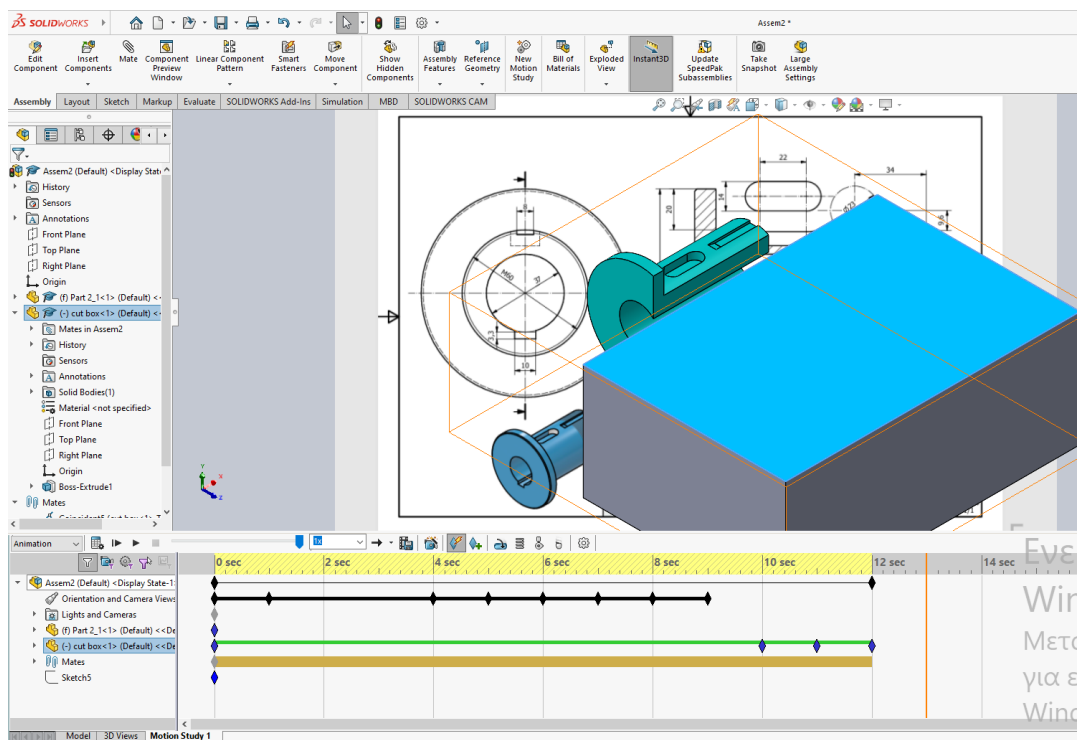 SOLIDWORKS
Assem2 *
Edit Component
Insert Components
Mate
Component Preview Window
Linear Component Pattern
Smart Fasteners
Move Component
Show Hidden Components
Assembly Features
Reference Geometry
New Motion Study
Bill of Materials
Exploded View
Instant3D
Update SpeedPak Subassemblies
Take Snapshot
Large Assembly Settings
Assembly Layout Sketch Markup Evaluate SOLIDWORKS Add-Ins Simulation MBD SOLIDWORKS CAM
Assem2 (Default) <Display Stat
History
Sensors
Annotations
Front Plane
Top Plane
Right Plane
Origin
(f) Part 2_1<1> (Default) <
(-) cut box<1> (Default) <
Mates in Assem2
History
Sensors
Annotations
Solid Bodies(1)
Material <not specified>
Front Plane
Top Plane
Right Plane
Origin
Boss-Extrude1
Mates
22
34
14
20
9,6
8
M60
37
3,3
10
Y
X
Z
Animation
1x
0 sec 2 sec 4 sec 6 sec 8 sec 10 sec 12 sec 14 sec
Assem2 (Default) <Display State-1
Orientation and Camera Views
Lights and Cameras
(f) Part 2_1<1> (Default) <<De
(-) cut box<1> (Default) <<De
Mates
Sketch5
Ενε
Win
Μετα
για ε
Wind
Model 3D Views Motion Study 1